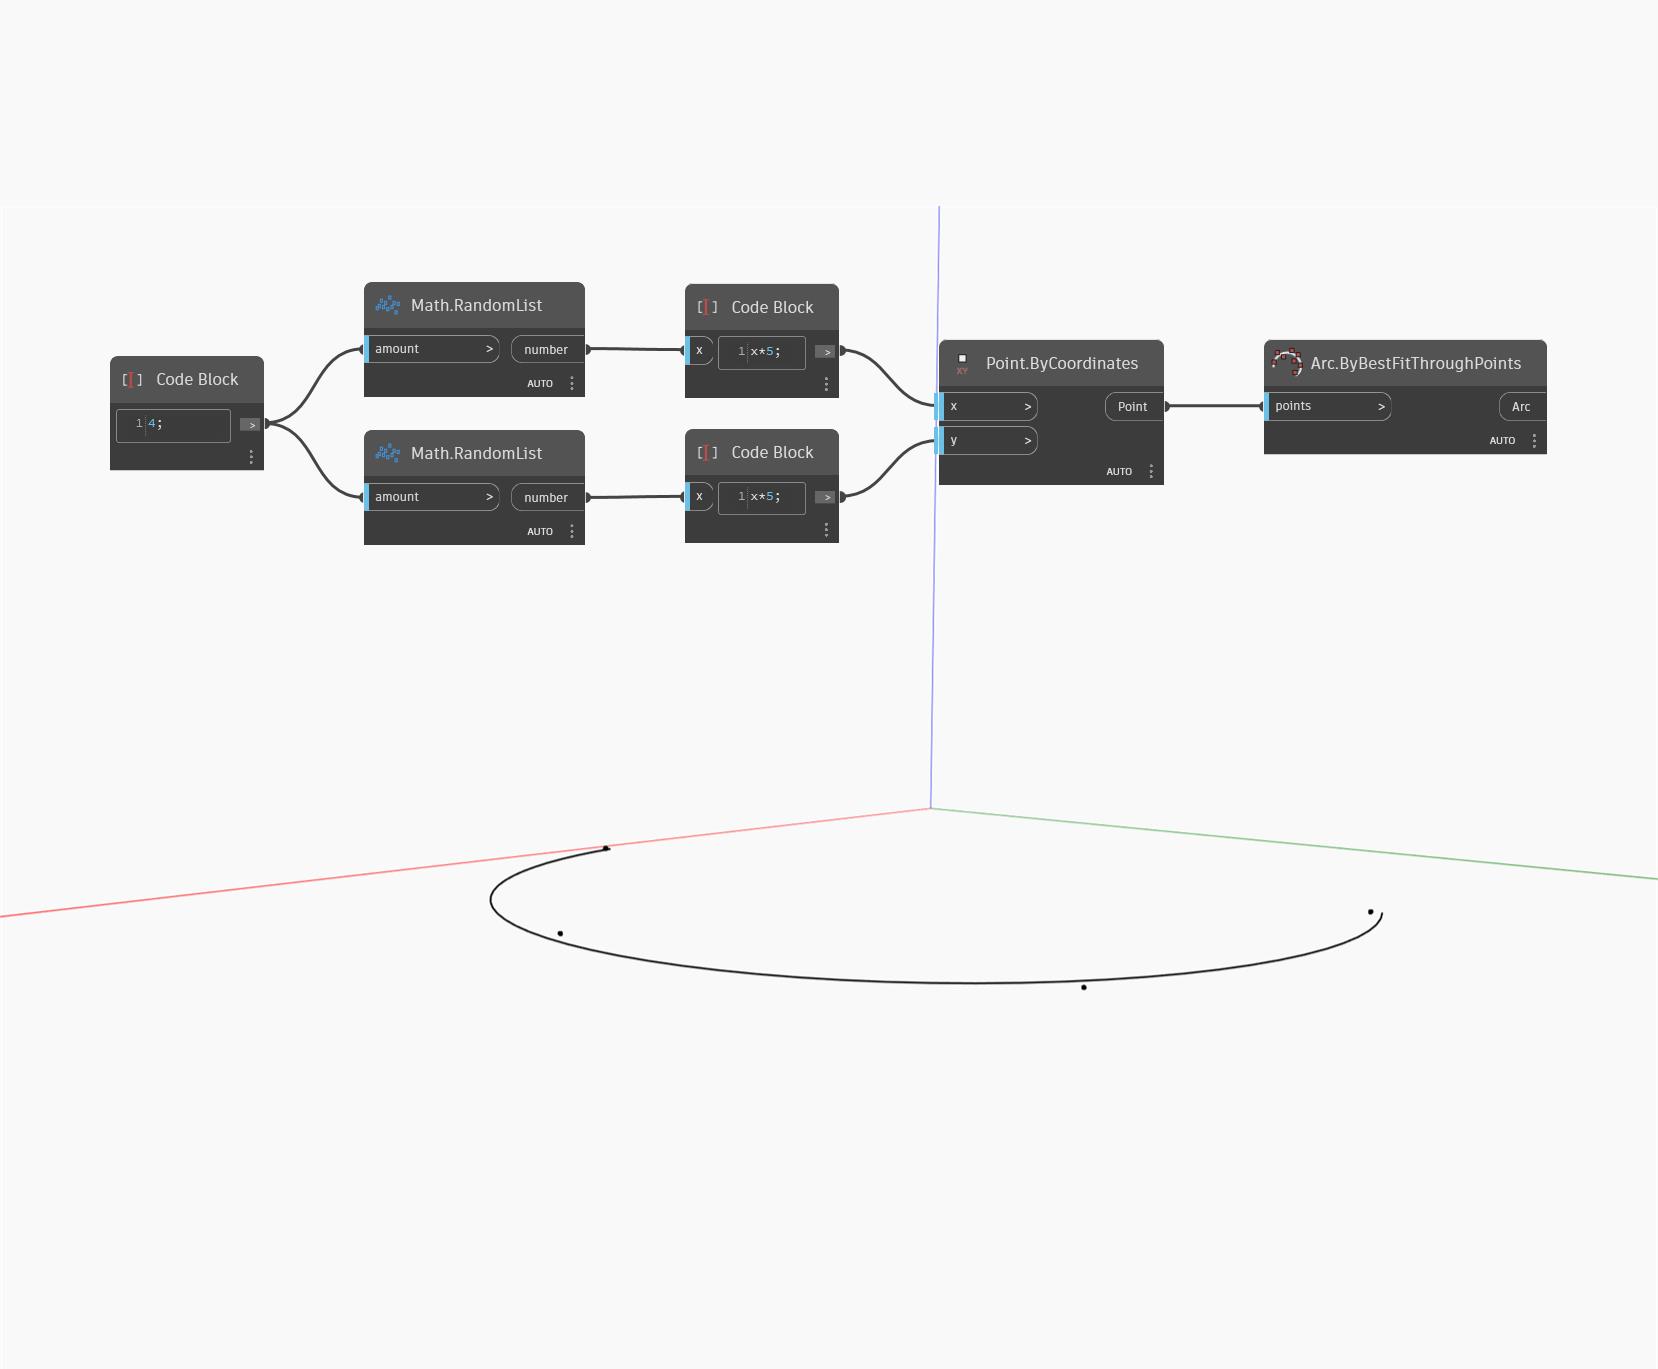 Code Block
1 4;
>
Math.RandomList
amount > number
AUTO
Math.RandomList
amount > number
AUTO
[I] Code Block
x 1 x*5; >
[I] Code Block
x 1 x*5; >
XY Point.ByCoordinates
x > Point
y >
AUTO
Arc.ByBestFitThroughPoints
points > Arc
AUTO